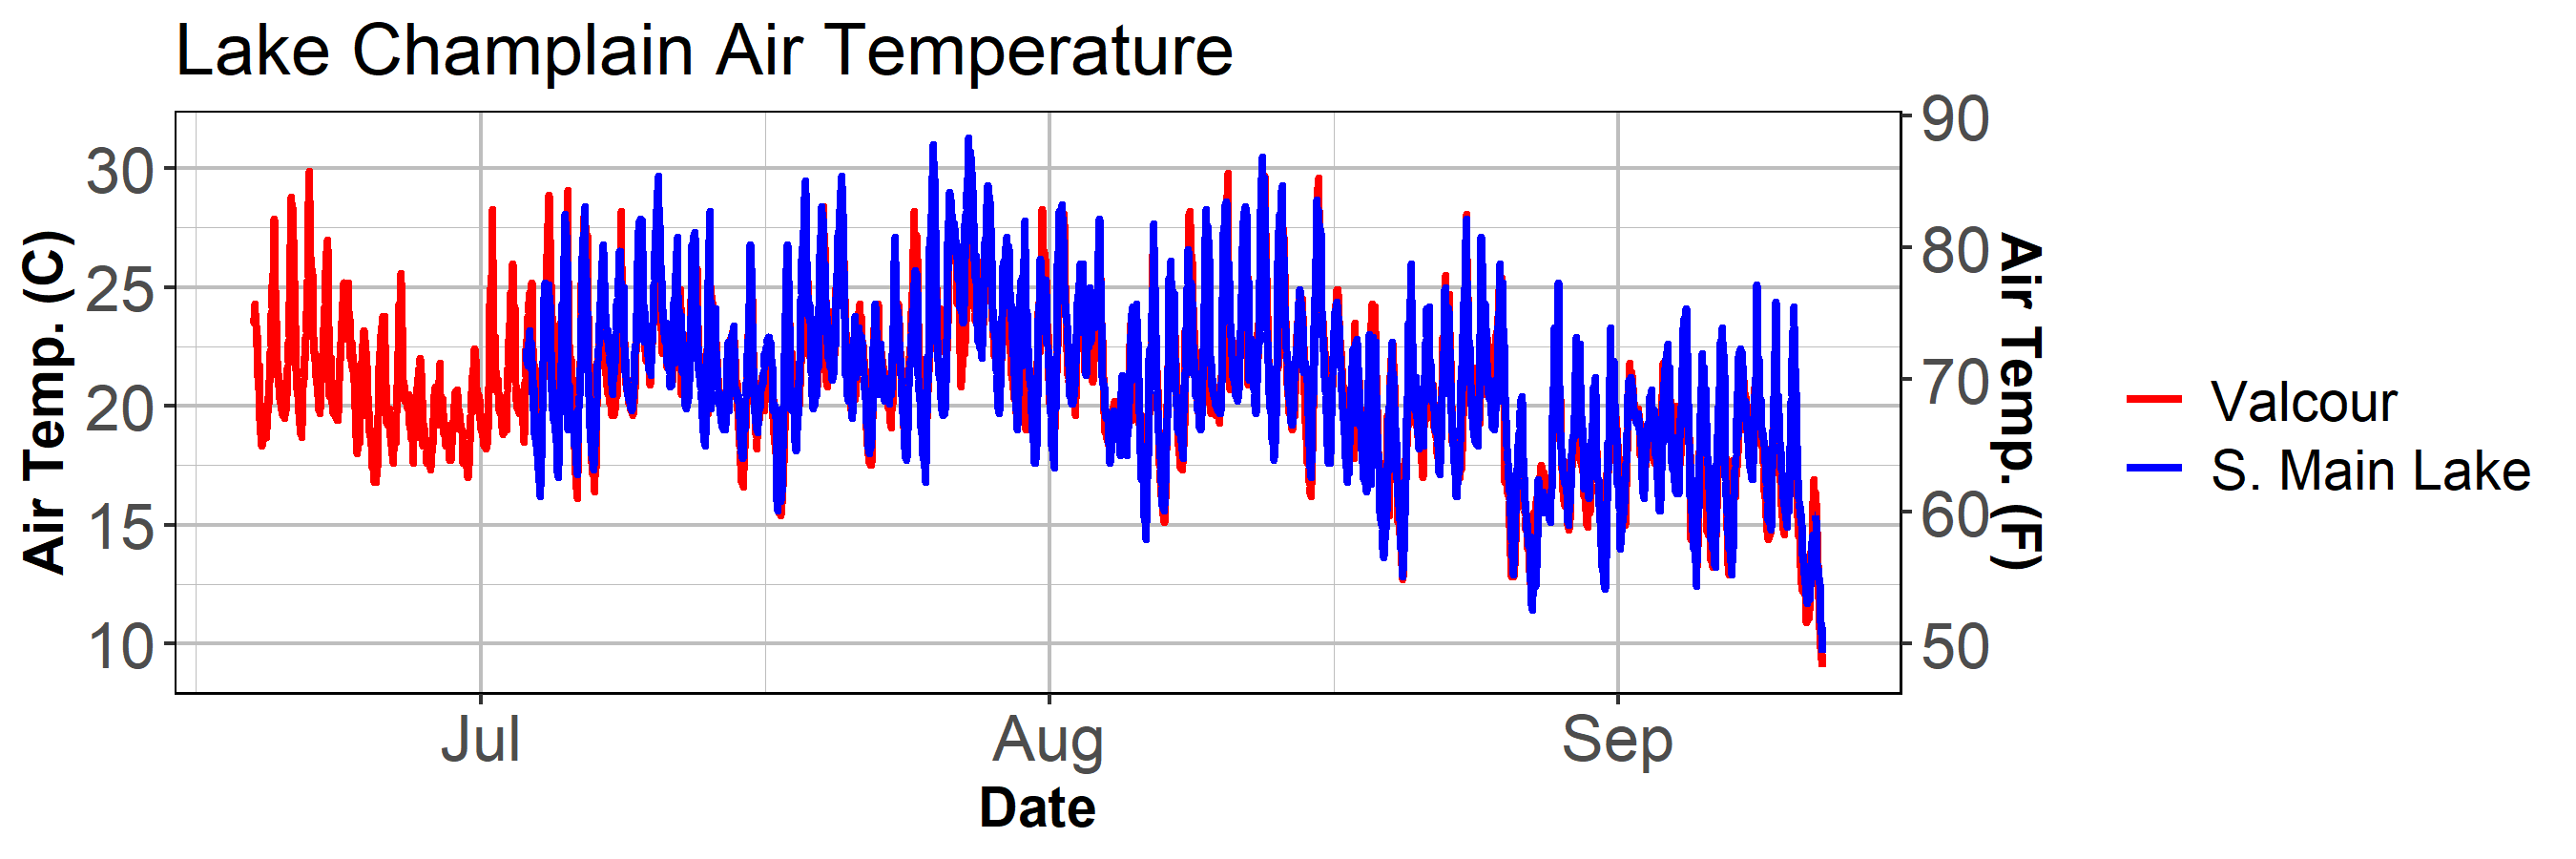 Lake Champlain Air Temperature
Air Temp. (C)
30
25
20
15
10
90
80
70
60
50
Air Temp. (F)
Jul
Aug
Sep
Date
Valcour
S. Main Lake